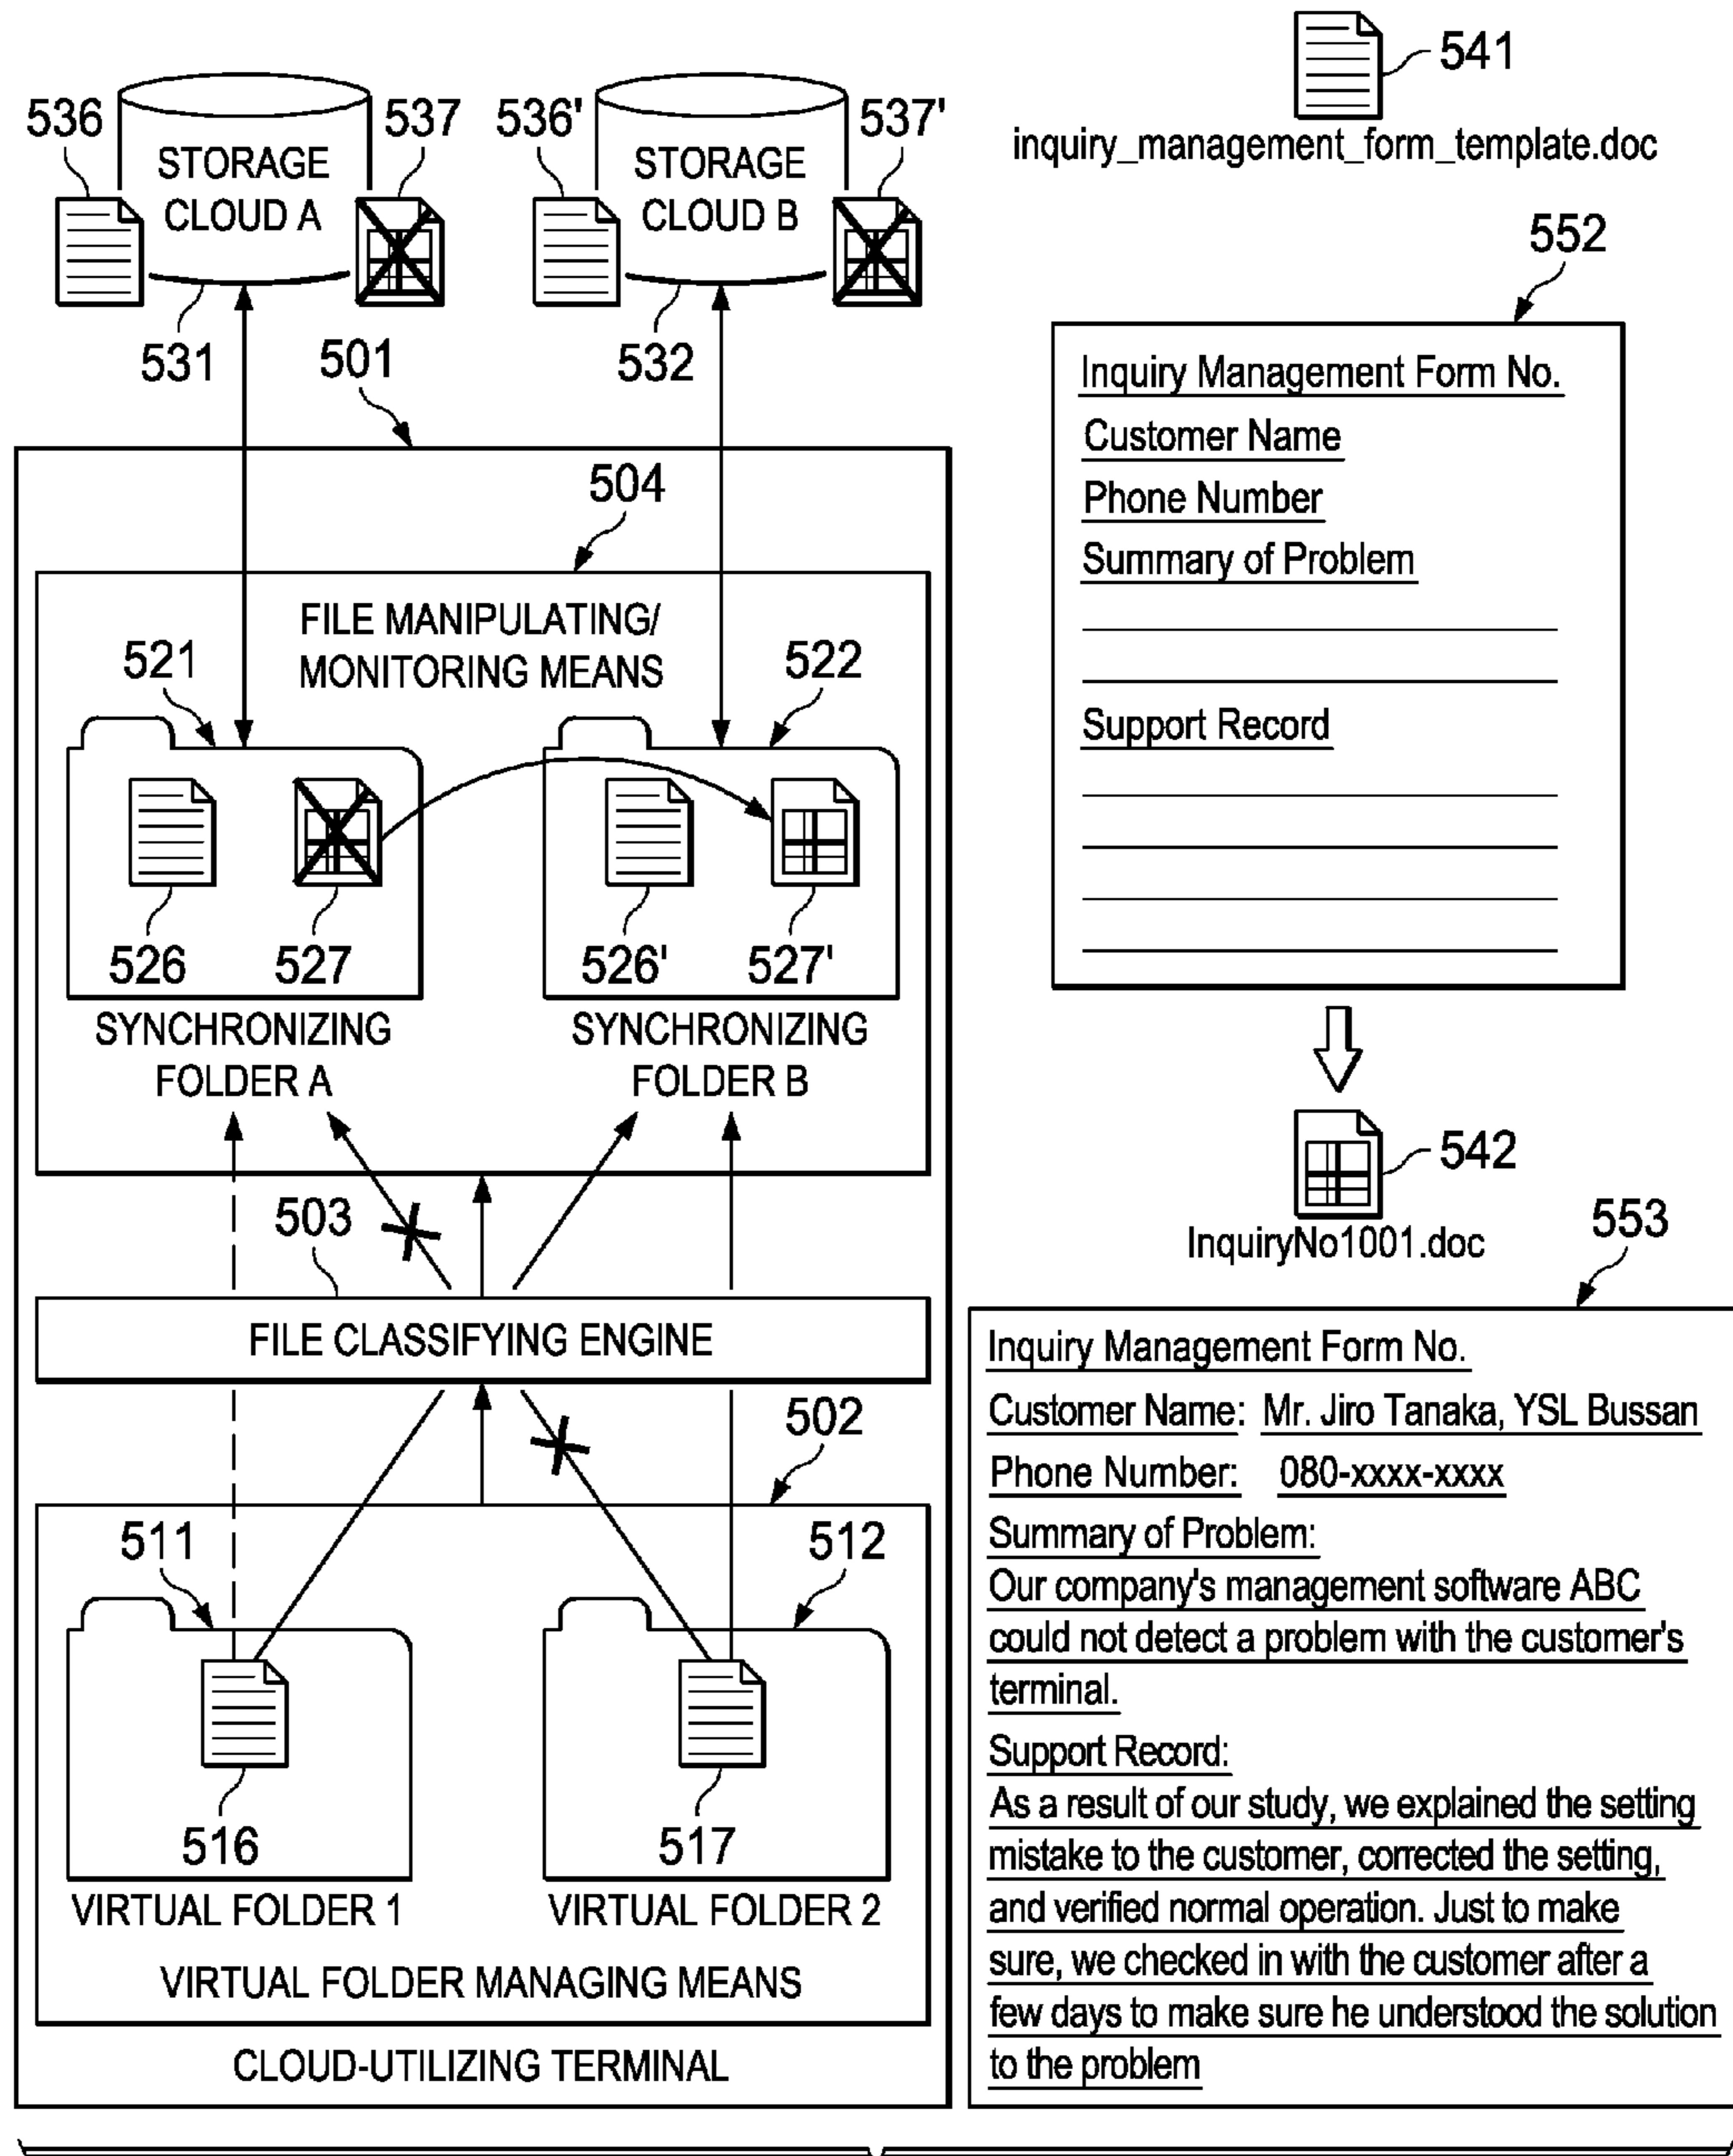 541
inquiry_management_form_template.doc
536
537
536'
537'
STORAGE
CLOUD A
STORAGE
CLOUD B
531
501
532
504
FILE MANIPULATING/
MONITORING MEANS
521
522
526
527
526'
527'
SYNCHRONIZING
FOLDER A
SYNCHRONIZING
FOLDER B
503
FILE CLASSIFYING ENGINE
502
511
512
516
517
VIRTUAL FOLDER 1
VIRTUAL FOLDER 2
VIRTUAL FOLDER MANAGING MEANS
CLOUD-UTILIZING TERMINAL
552
Inquiry Management Form No.
Customer Name
Phone Number
Summary of Problem
Support Record
542
InquiryNo1001.doc
553
Inquiry Management Form No.
Customer Name: Mr. Jiro Tanaka, YSL Bussan
Phone Number: 080-xxxx-xxxx
Summary of Problem:
Our company's management software ABC
could not detect a problem with the customer's
terminal.
Support Record:
As a result of our study, we explained the setting
mistake to the customer, corrected the setting,
and verified normal operation. Just to make
sure, we checked in with the customer after a
few days to make sure he understood the solution
to the problem